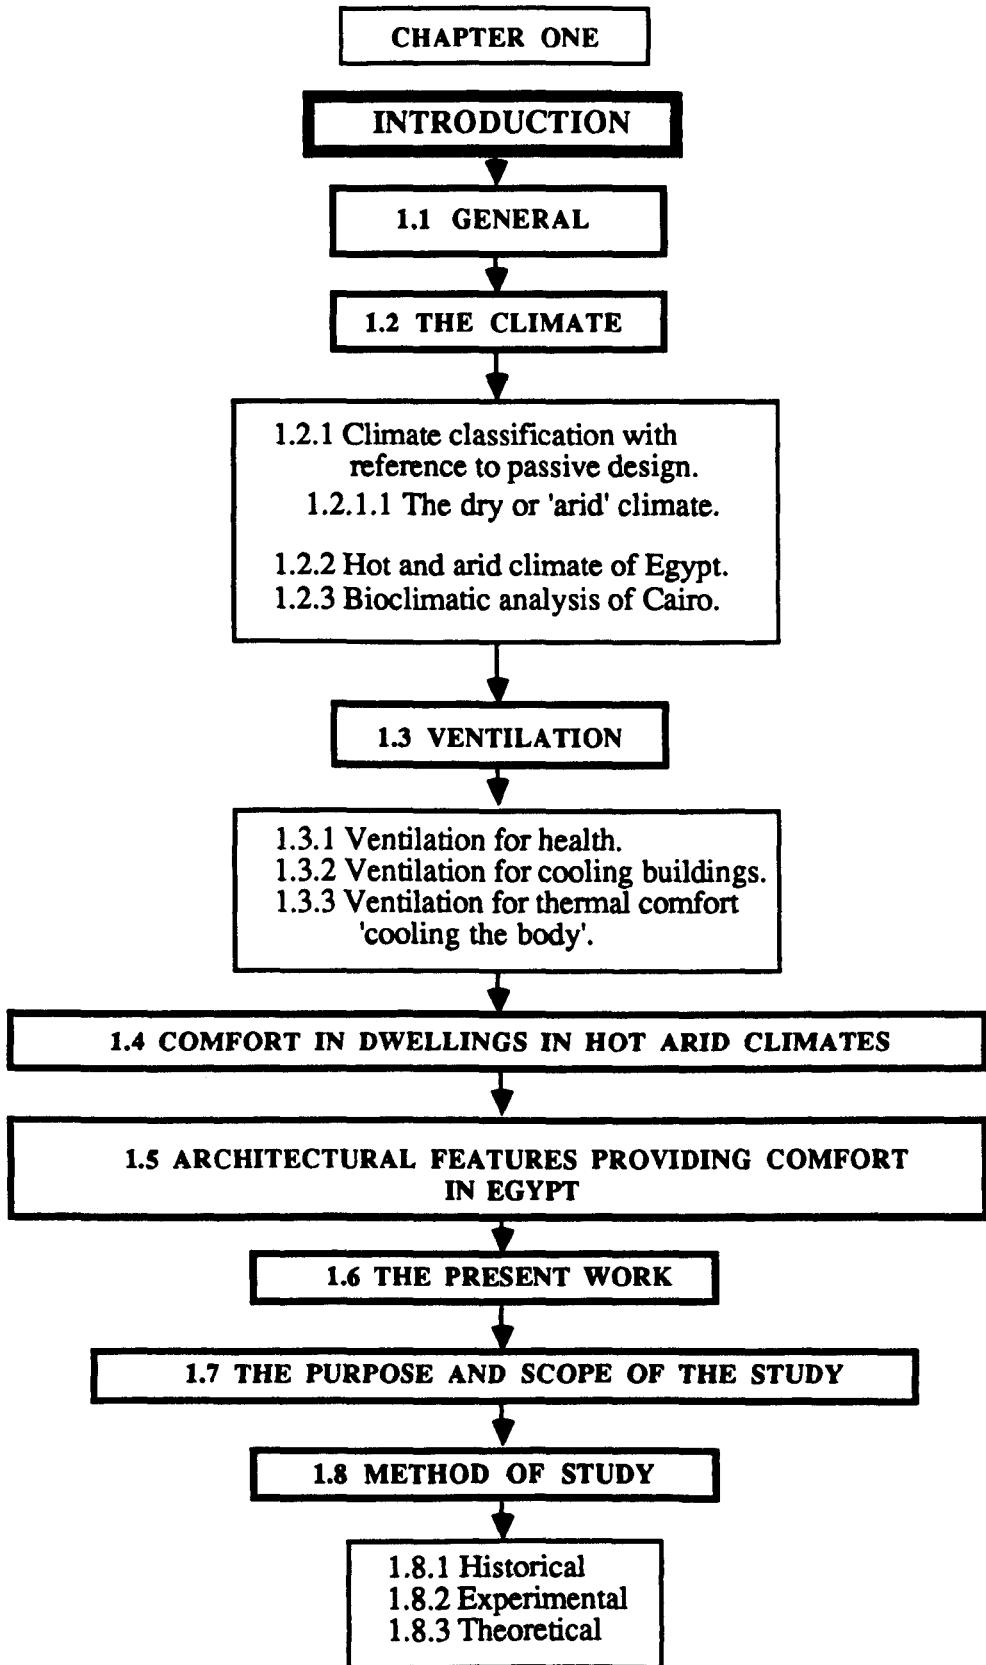 CHAPTER ONE
INTRODUCTION
1.1 GENERAL
1.2 THE CLIMATE
1.2.1 Climate classification with
reference to passive design.
1.2.1.1 The dry or 'arid' climate.
1.2.2 Hot and arid climate of Egypt.
1.2.3 Bioclimatic analysis of Cairo.
1.3 VENTILATION
1.3.1 Ventilation for health.
1.3.2 Ventilation for cooling buildings.
1.3.3 Ventilation for thermal comfort
'cooling the body'.
1.4 COMFORT IN DWELLINGS IN HOT ARID CLIMATES
1.5 ARCHITECTURAL FEATURES PROVIDING COMFORT
IN EGYPT
1.6 THE PRESENT WORK
1.7 THE PURPOSE AND SCOPE OF THE STUDY
1.8 METHOD OF STUDY
1.8.1 Historical
1.8.2 Experimental
1.8.3 Theoretical